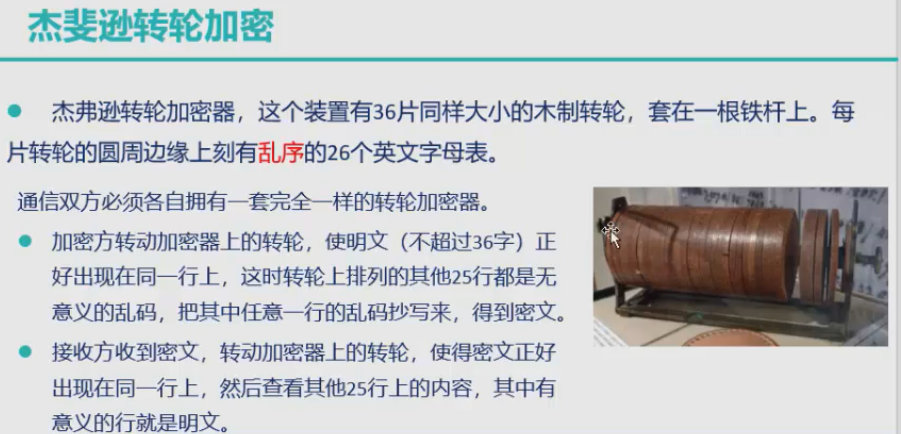 杰斐逊转轮加密
杰弗逊转轮加密器，这个装置有36片同样大小的木制转轮，套在一根铁杆上。每
片转轮的圆周边缘上刻有乱序的26个英文字母表。
通信双方必须各自拥有一套完全一样的转轮加密器。
加密方转动加密器上的转轮，使明文（不超过36字）正
好出现在同一行上，这时转轮上排列的其他25行都是无
意义的乱码，把其中任意一行的乱码抄写来，得到密文。
接收方收到密文，转动加密器上的转轮，使得密文正好
出现在同一行上，然后查看其他25行上的内容，其中有
意义的行就是明文。